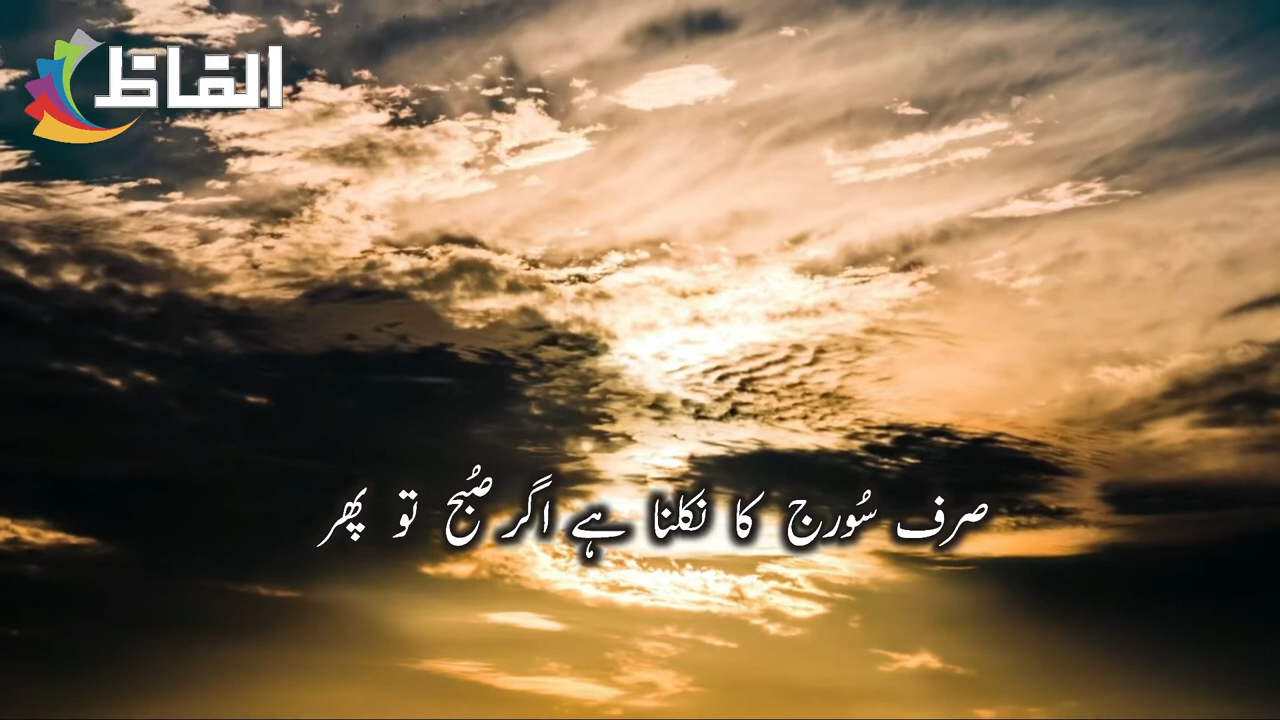 الفاظ
صرف سُورج کا نکلنا ہے اگر صُبح تو پھر